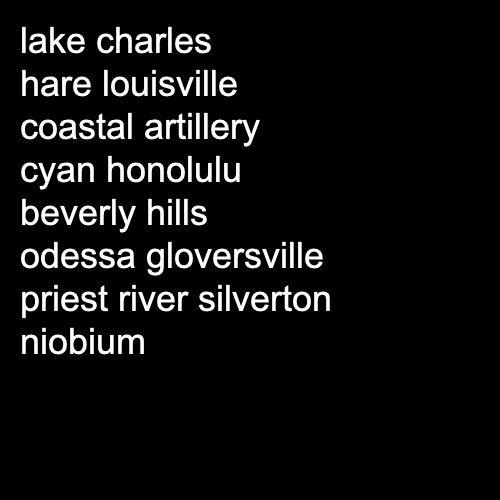 lake charles
hare louisville
coastal artillery
cyan honolulu
beverly hills
odessa gloversville
priest river silverton
niobium